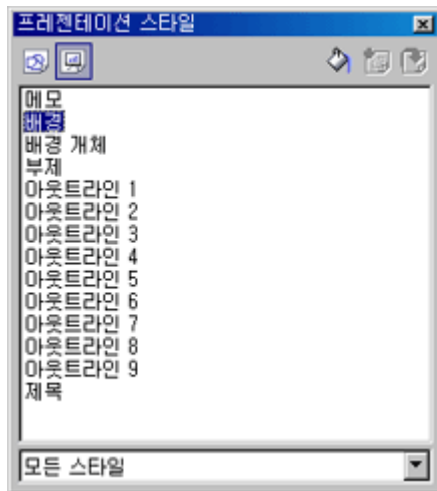 프레젠테이션 스타일
메모
배경
배경 개체
부제
아웃트라인 1
아웃트라인 2
아웃트라인 3
아웃트라인 4
아웃트라인 5
아웃트라인 6
아웃트라인 7
아웃트라인 8
아웃트라인 9
제목
모든 스타일